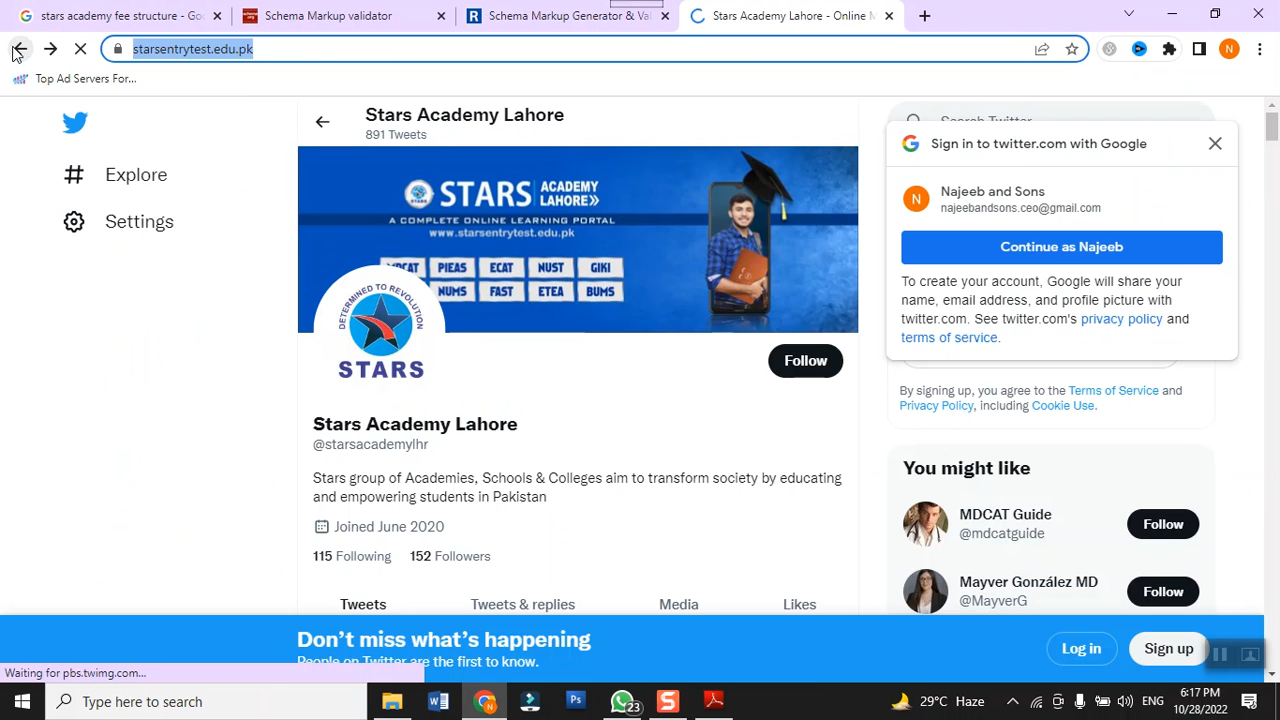 ars academy fee structure - Goo
Schema Markup validator
Schema Markup Generator & Val
Stars Academy Lahore - Online M
starsentrytest.edu.pk
N
Top Ad Servers For...
Stars Academy Lahore
891 Tweets
Search Twitter
Explore
Settings
STARS ACADEMY LAHORE
A COMPLETE ONLINE LEARNING PORTAL
www.starsentrytest.edu.pk
MDCAT PIEAS ECAT NUST GIKI
NUMS FAST ETEA BUMS
DETERMINED TO REVOLUTION
STARS
Follow
Sign in to twitter.com with Google
N
Najeeb and Sons
najeebandsons.ceo@gmail.com
Continue as Najeeb
To create your account, Google will share your
name, email address, and profile picture with
twitter.com. See twitter.com's privacy policy and
terms of service.
By signing up, you agree to the Terms of Service and
Privacy Policy, including Cookie Use.
Stars Academy Lahore
@starsacademylhr
Stars group of Academies, Schools & Colleges aim to transform society by educating
and empowering students in Pakistan
Joined June 2020
115 Following 152 Followers
Tweets Tweets & replies Media Likes
You might like
MDCAT Guide
@mdcatguide
Follow
Mayver González MD
@MayverG
Follow
Don't miss what's happening
People on Twitter are the first to know.
Log in
Sign up
Waiting for pbs.twimg.com...
Type here to search
W
Ps
23
S
29°C Haze
ENG
6:17 PM
10/28/2022